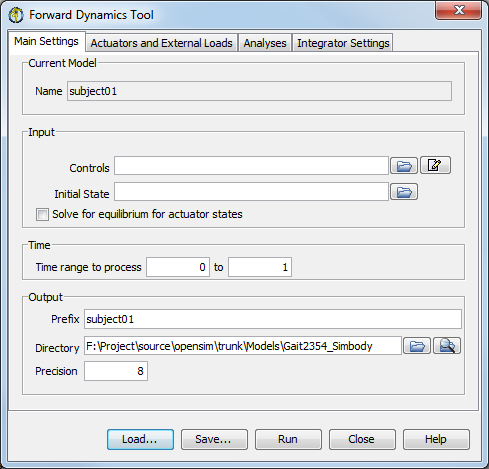 Forward Dynamics Tool
Main Settings Actuators and External Loads Analyses Integrator Settings
Current Model
Name subject01
Input
Controls
Initial State
Solve for equilibrium for actuator states
Time
Time range to process 0 to 1
Output
Prefix subject01
Directory F:\Project\source\opensim\trunk\Models\Gait2354_Simbody
Precision 8
Load... Save... Run Close Help